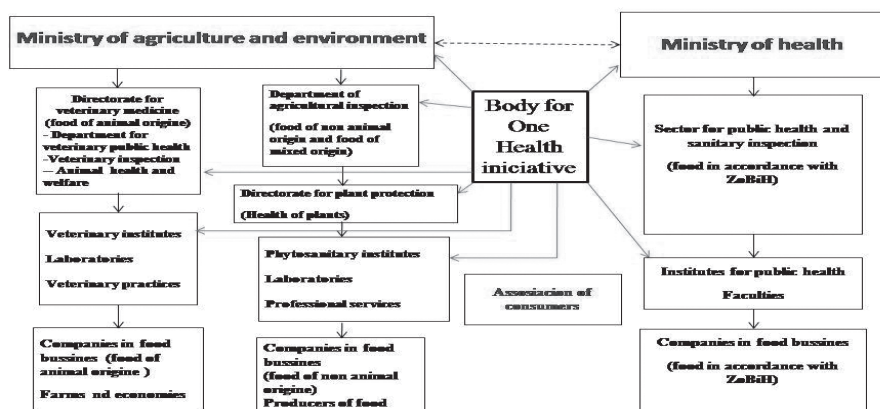 Ministry of agriculture and environment
Ministry of health
Directorate for
veterinary medicine
(food of animal origine)
- Department for
veterinary public health
-Veterinary inspection
– Animal health and
welfare
Department of
agricultural inspection
(food of non animal
origin and food of
mixed origin)
Body for
One
Health
iniciative
Sector for public health and
sanitary inspection
(food in accordance with
ZoBiH)
Directorate for plant protection
(Health of plants)
Veterinary institutes
Laboratories
Veterinary practices
Phytosanitary institutes
Laboratories
Professional services
Assosiacion of
consumers
Institutes for public health
Faculties
Companies in food
bussines (food of
animal origine )
Farms nd economies
Companies in food
bussines
(food of non animal
origine)
Producers of food
Companies in food bussines
(food in accordance with
ZoBiH)